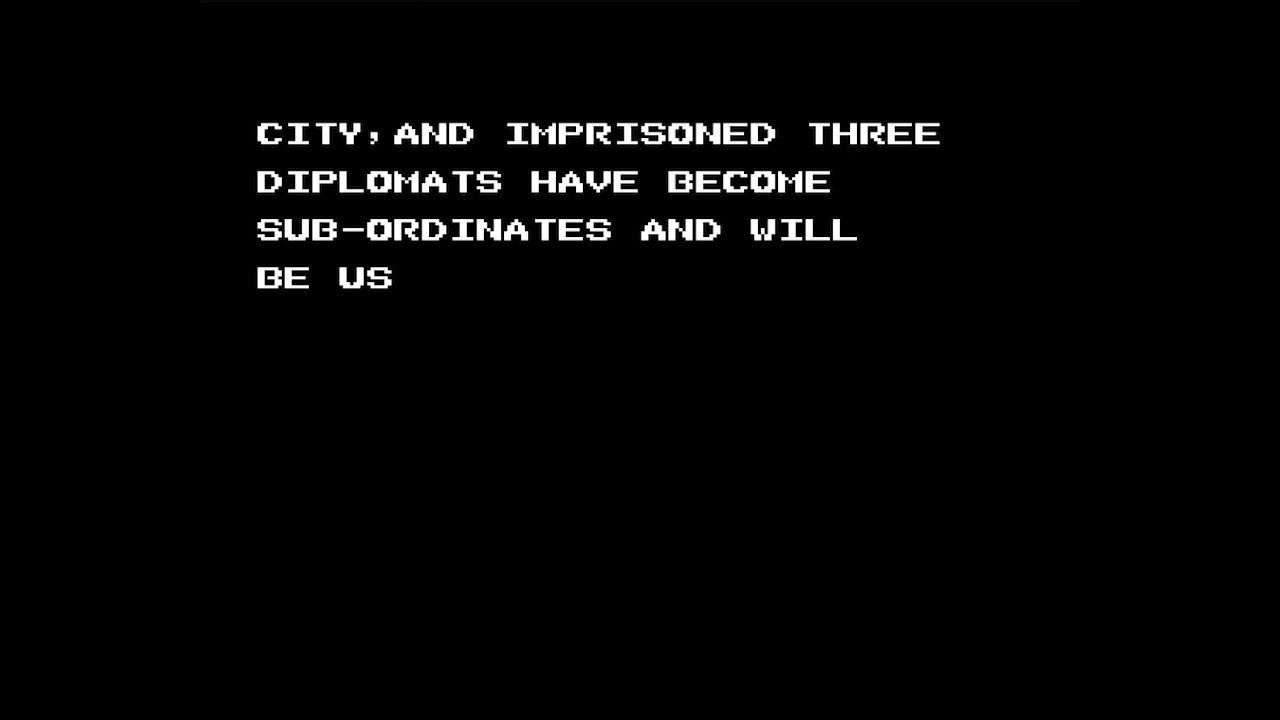 CITY,AND IMPRISONED THREE
DIPLOMATS HAVE BECOME
SUB-ORDINATES AND WILL
BE US